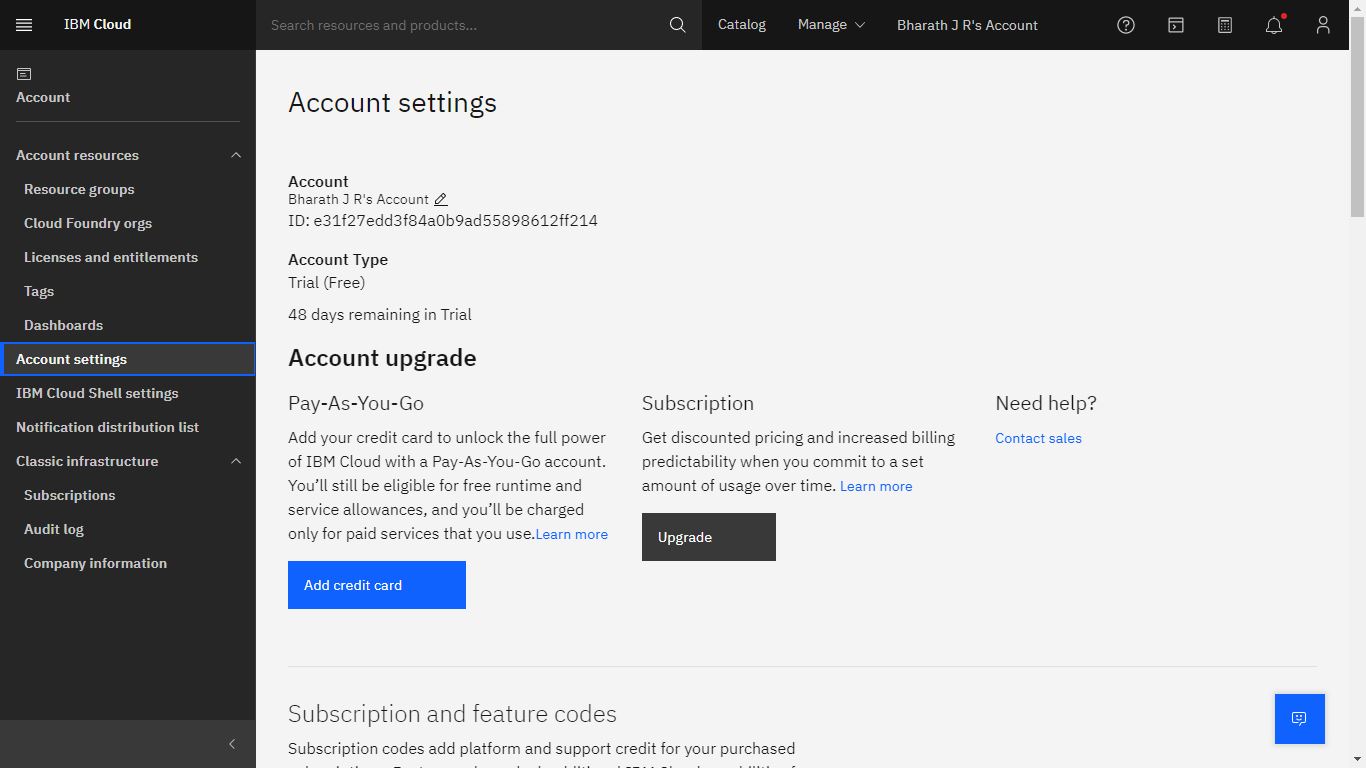 IBM Cloud
Search resources and products...
Catalog
Manage
Bharath J R's Account
Account
Account resources
Resource groups
Cloud Foundry orgs
Licenses and entitlements
Tags
Dashboards
Account settings
IBM Cloud Shell settings
Notification distribution list
Classic infrastructure
Subscriptions
Audit log
Company information
Account settings
Account
Bharath J R's Account
ID: e31f27edd3f84a0b9ad55898612ff214
Account Type
Trial (Free)
48 days remaining in Trial
Account upgrade
Pay-As-You-Go
Add your credit card to unlock the full power
of IBM Cloud with a Pay-As-You-Go account.
You’ll still be eligible for free runtime and
service allowances, and you’ll be charged
only for paid services that you use.Learn more
Add credit card
Subscription
Get discounted pricing and increased billing
predictability when you commit to a set
amount of usage over time. Learn more
Upgrade
Need help?
Contact sales
Subscription and feature codes
Subscription codes add platform and support credit for your purchased